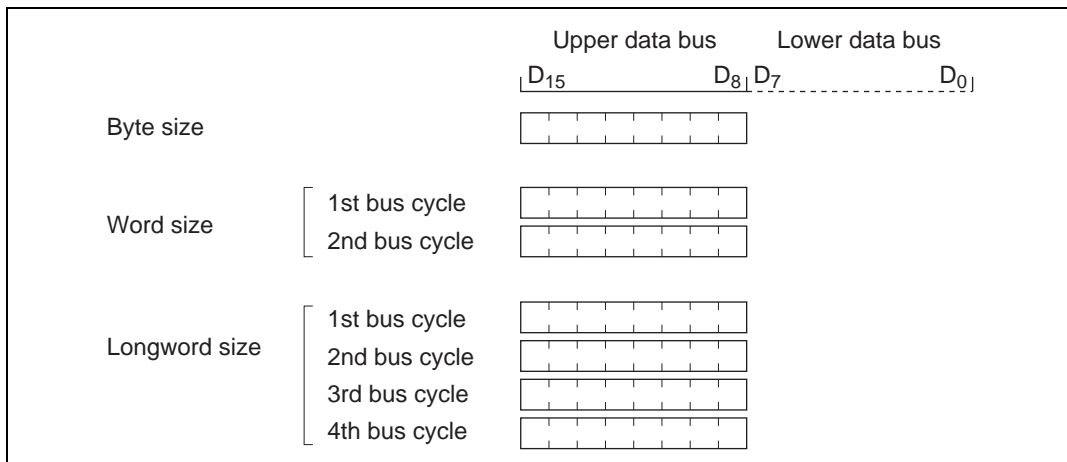 Upper data bus Lower data bus
D15 D8 D7 D0
Byte size
Word size
1st bus cycle
2nd bus cycle
Longword size
1st bus cycle
2nd bus cycle
3rd bus cycle
4th bus cycle